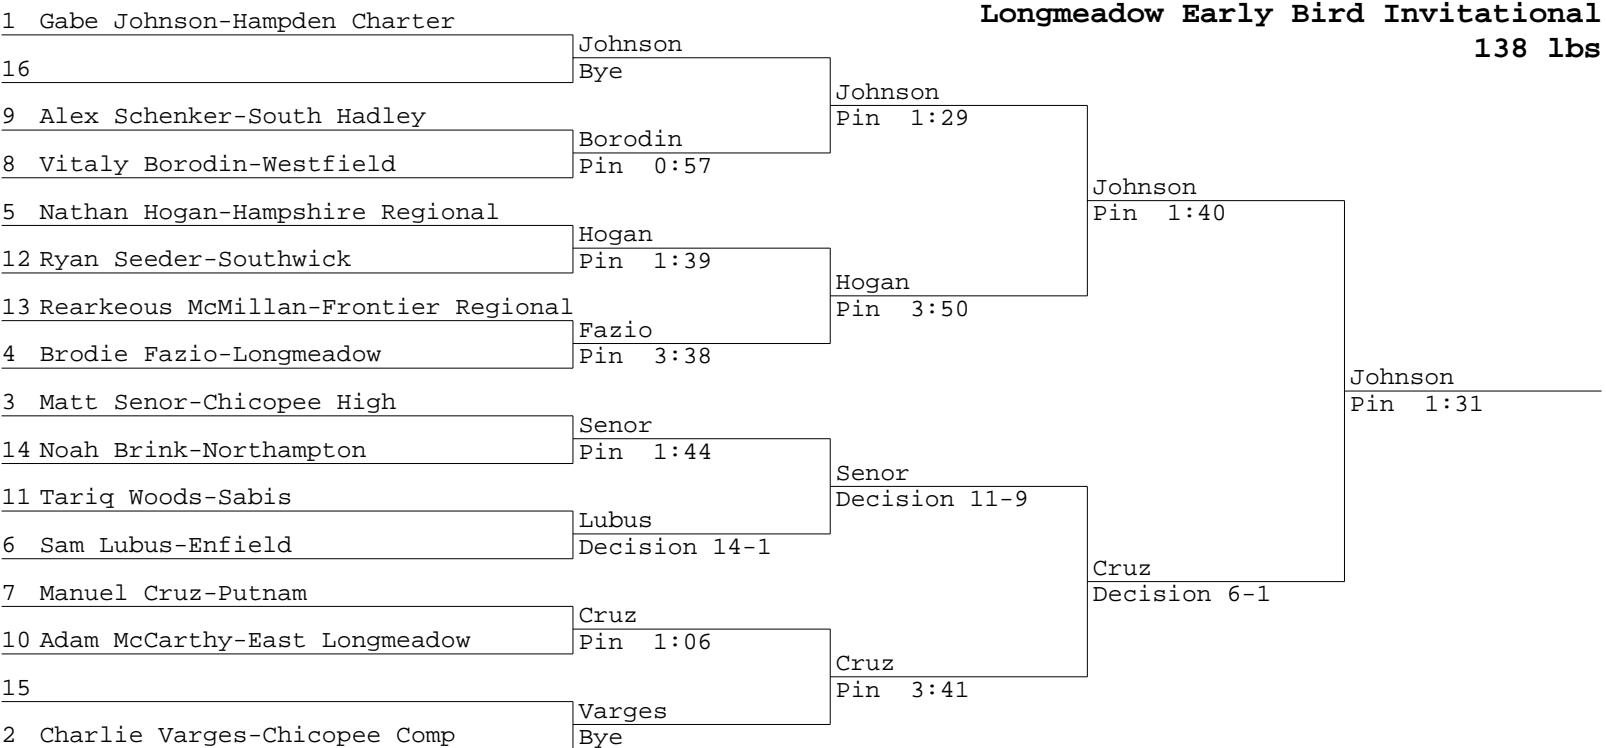 Longmeadow Early Bird Invitational
138 lbs
1 Gabe Johnson-Hampden Charter
16
9 Alex Schenker-South Hadley
8 Vitaly Borodin-Westfield
5 Nathan Hogan-Hampshire Regional
12 Ryan Seeder-Southwick
13 Rearkeous McMillan-Frontier Regional
4 Brodie Fazio-Longmeadow
3 Matt Senor-Chicopee High
14 Noah Brink-Northampton
11 Tariq Woods-Sabis
6 Sam Lubus-Enfield
7 Manuel Cruz-Putnam
10 Adam McCarthy-East Longmeadow
15
2 Charlie Varges-Chicopee Comp
Johnson
Bye
Borodin
Pin 0:57
Hogan
Pin 1:39
Fazio
Pin 3:38
Senor
Pin 1:44
Lubus
Decision 14-1
Cruz
Pin 1:06
Varges
Bye
Johnson
Pin 1:29
Hogan
Pin 3:50
Senor
Decision 11-9
Cruz
Pin 3:41
Johnson
Pin 1:40
Cruz
Decision 6-1
Johnson
Pin 1:31